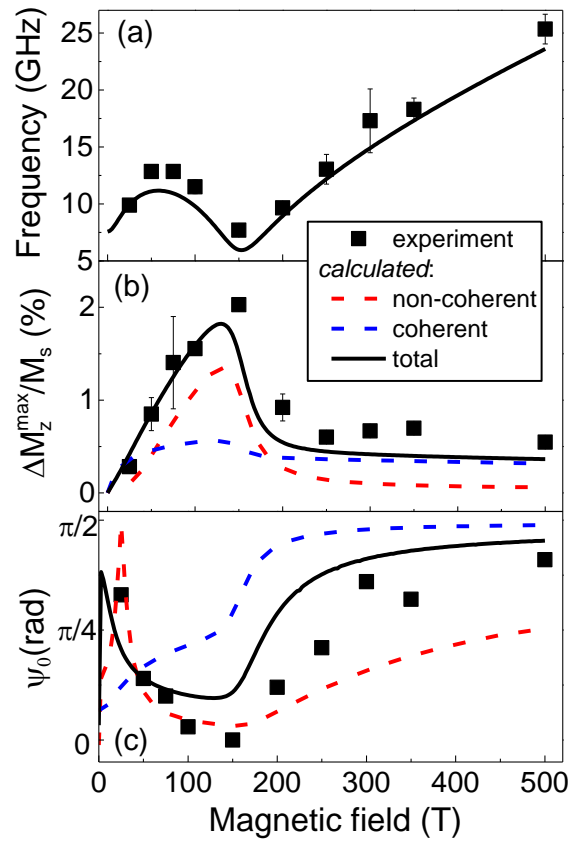 (a)
Frequency (GHz)
25
20
15
10
5
experiment
calculated:
non-coherent
coherent
total
(b)
ΔM_z^max/M_s (%)
2
1
0
(c)
ψ₀(rad)
π/2
π/4
0
0 100 200 300 400 500
Magnetic field (T)